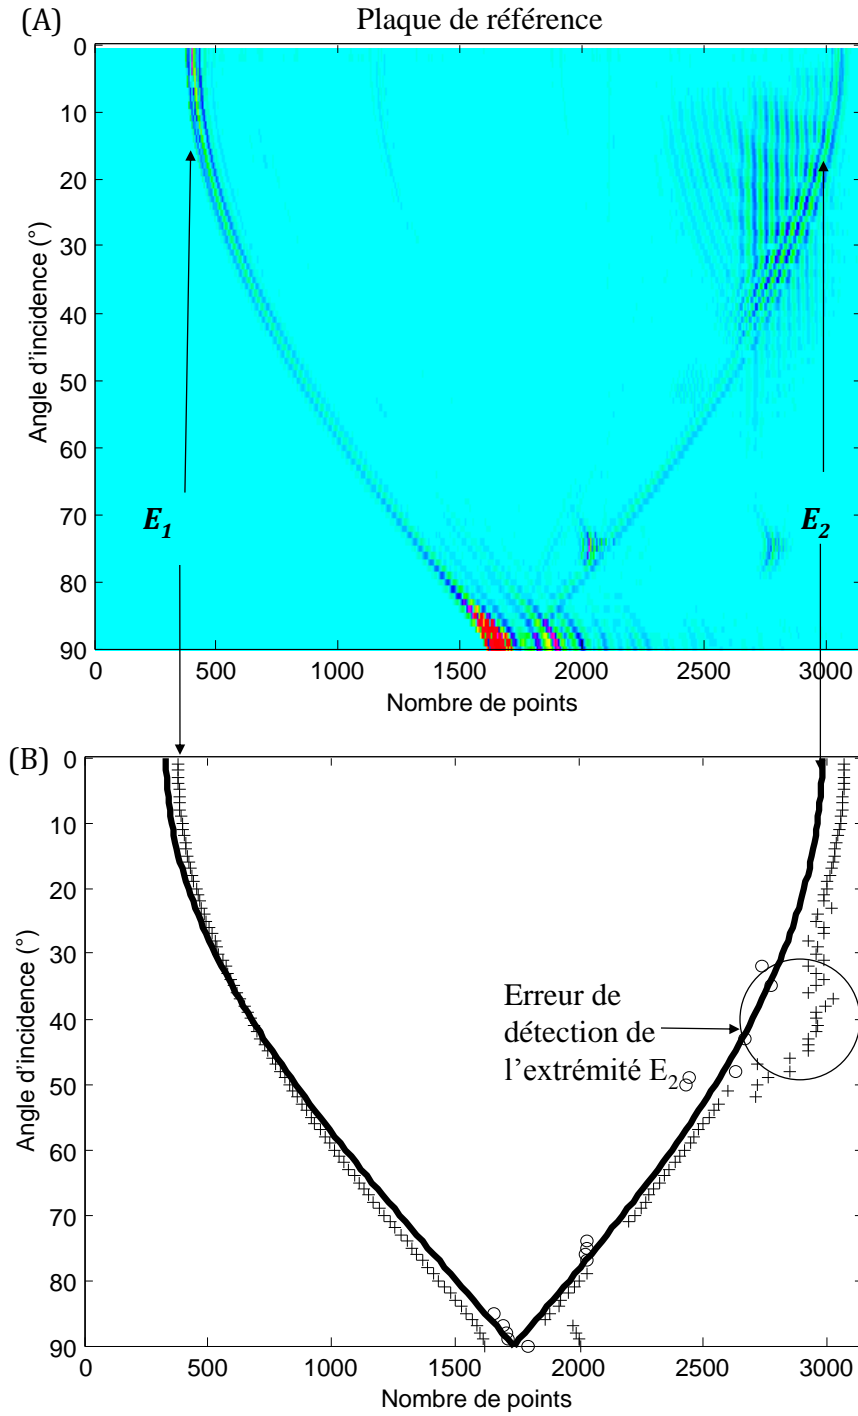 (A)
Plaque de référence
0
10
20
30
40
50
60
70
80
90
Angle d'incidence (°)
E1
E2
0 500 1000 1500 2000 2500 3000
Nombre de points
(B)
0
10
20
30
40
50
60
70
80
90
Angle d'incidence (°)
Erreur de
détection de
l'extrémité E2
0 500 1000 1500 2000 2500 3000
Nombre de points